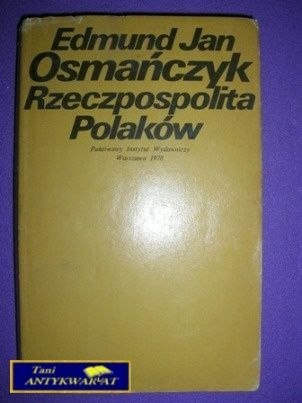 Edmund Jan
Osmańczyk
Rzeczpospolita
Polaków
Państwowy Instytut Wydawniczy
Warszawa 1978
Tani
ANTYKWARIAT